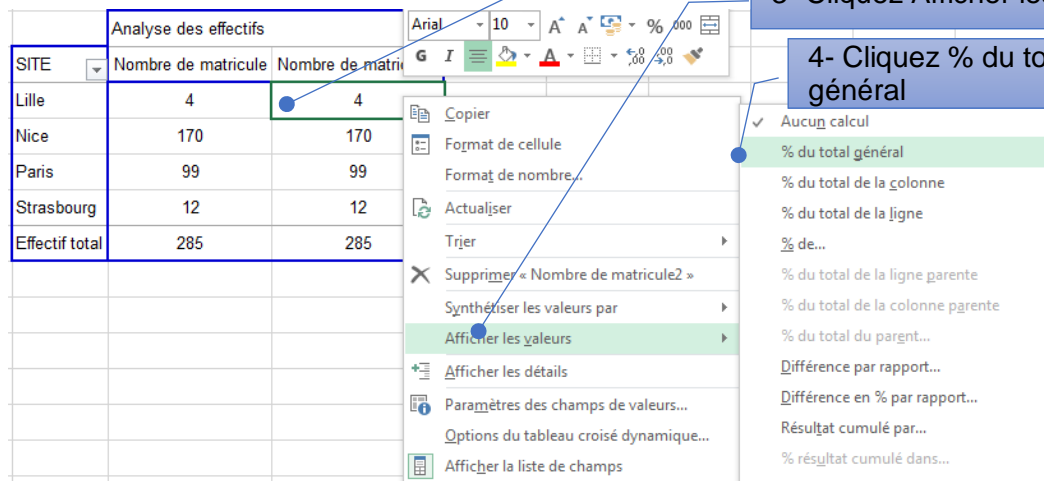 Analyse des effectifs
SITE Nombre de matricule Nombre de matri
Lille 4 4
Nice 170 170
Paris 99 99
Strasbourg 12 12
Effectif total 285 285
Arial 10 A A % 000
G I A ,00 ,0
4- Cliquez % du to
général
Copier
Format de cellule
Format de nombre...
Actualiser
Trier
Supprimer « Nombre de matricule2 »
Synthétiser les valeurs par
Afficher les valeurs
Afficher les détails
Paramètres des champs de valeurs...
Options du tableau croisé dynamique...
Afficher la liste de champs
Aucun calcul
% du total général
% du total de la colonne
% du total de la ligne
% de...
% du total de la ligne parente
% du total de la colonne parente
% du total du parent...
Différence par rapport...
Différence en % par rapport...
Résultat cumulé par...
% résultat cumulé dans...